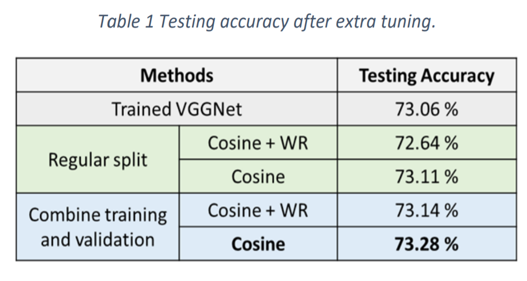 Table 1 Testing accuracy after extra tuning.
Methods Testing Accuracy
Trained VGGNet 73.06 %
Regular split Cosine + WR 72.64 %
Cosine 73.11 %
Combine training and validation Cosine + WR 73.14 %
Cosine 73.28 %